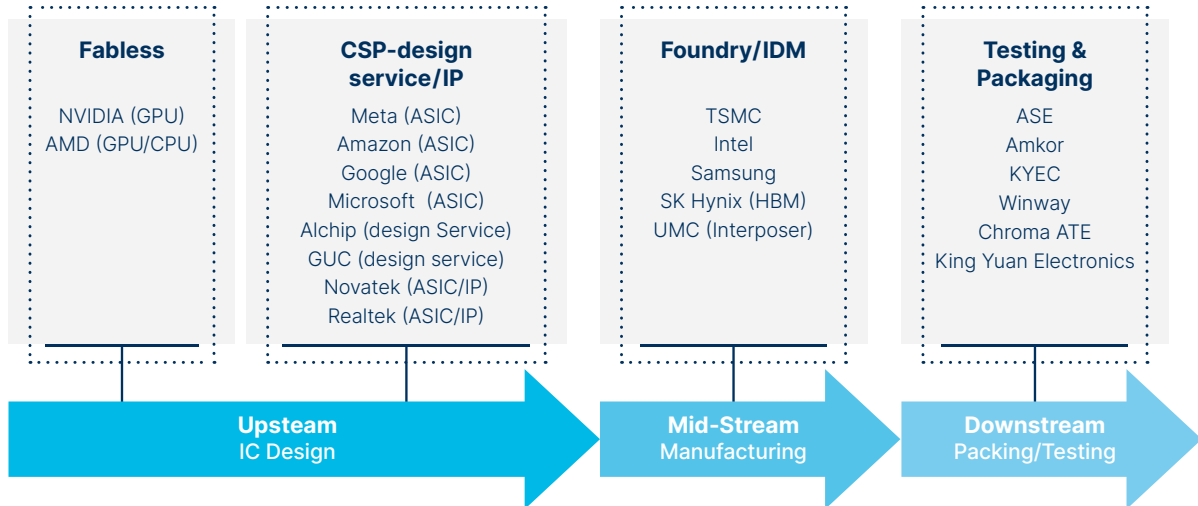 Fabless
NVIDIA (GPU)
AMD (GPU/CPU)
CSP-design
service/IP
Meta (ASIC)
Amazon (ASIC)
Google (ASIC)
Microsoft (ASIC)
Alchip (design Service)
GUC (design service)
Novatek (ASIC/IP)
Realtek (ASIC/IP)
Foundry/IDM
TSMC
Intel
Samsung
SK Hynix (HBM)
UMC (Interposer)
Testing &
Packaging
ASE
Amkor
KYEC
Winway
Chroma ATE
King Yuan Electronics
Upsteam
IC Design
Mid-Stream
Manufacturing
Downstream
Packing/Testing